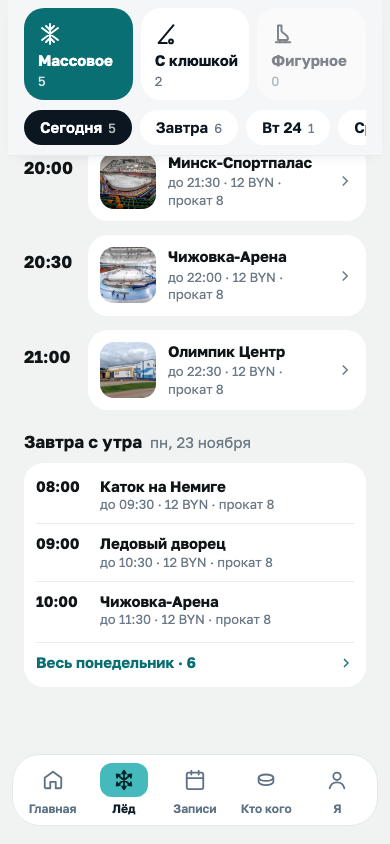 Массовое
5
С клюшкой
2
Фигурное
0
Сегодня 5
Завтра 6
Вт 24 1
20:00
Минск-Спортпалас
до 21:30 · 12 BYN ·
прокат 8
20:30
Чижовка-Арена
до 22:00 · 12 BYN ·
прокат 8
21:00
Олимпик Центр
до 22:30 · 12 BYN ·
прокат 8
Завтра с утра пн, 23 ноября
08:00 Каток на Немиге
до 09:30 · 12 BYN · прокат 8
09:00 Ледовый дворец
до 10:30 · 12 BYN · прокат 8
10:00 Чижовка-Арена
до 11:30 · 12 BYN · прокат 8
Весь понедельник · 6
Главная
Лёд
Записи
Кто кого
Я